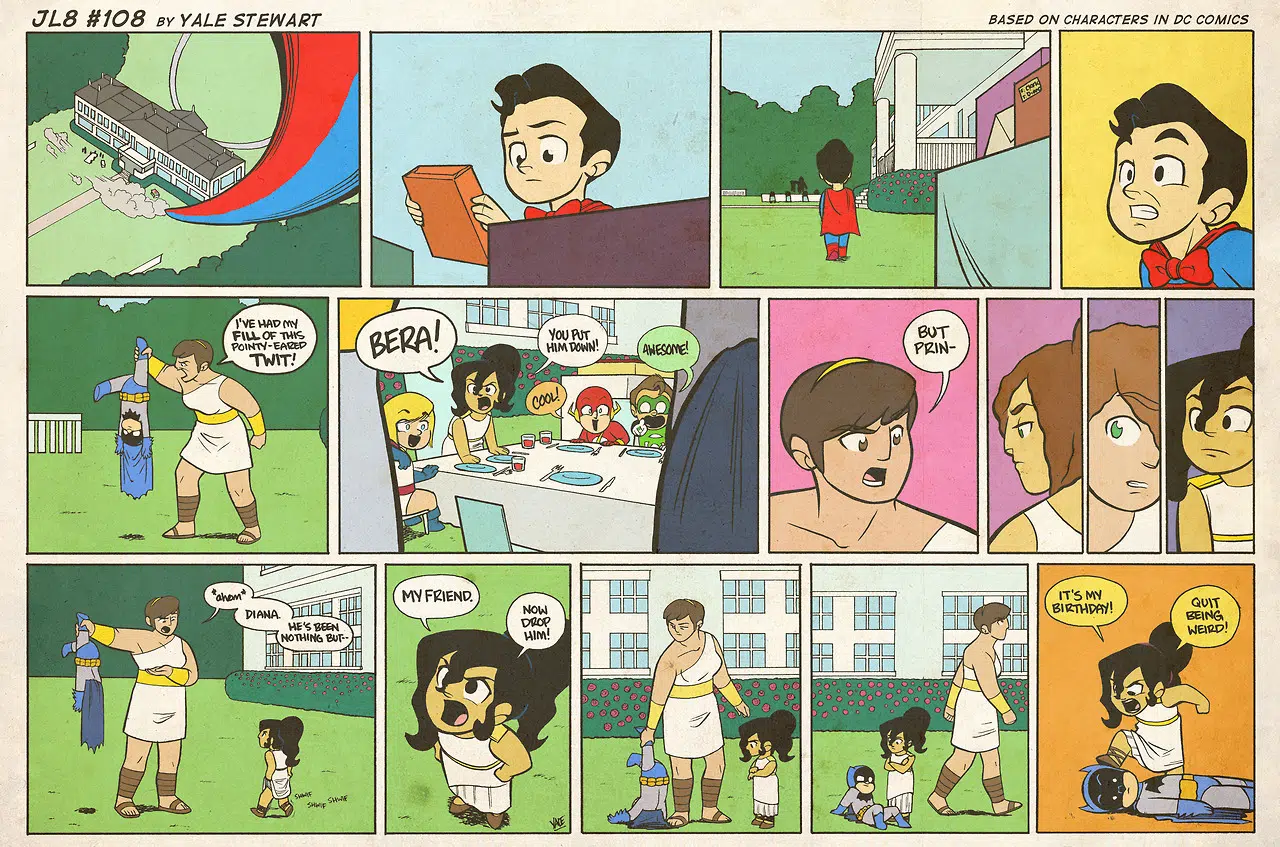 JL8 #108 BY YALE STEWART
BASED ON CHARACTERS IN DC COMICS
I'VE HAD MY
FILL OF THIS
POINTY-EARED
TWIT!
BERA!
YOU PUT
HIM DOWN!
COOL!
AWESOME!
BUT
PRIN-
*ahem*
DIANA.
HE'S BEEN
NOTHING BUT--
SHWIF
SHWIF SHWIF
MY FRIEND.
NOW
DROP
HIM!
YALE
IT'S MY
BIRTHDAY!
QUIT
BEING
WEIRD!